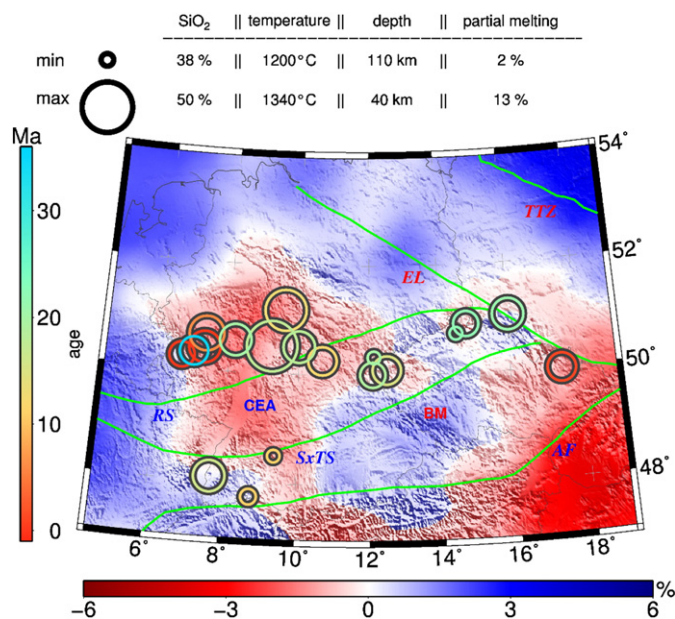 SiO₂ || temperature || depth || partial melting
min 38 % || 1200°C || 110 km || 2 %
max 50 % || 1340°C || 40 km || 13 %
Ma
54°
30
TTZ
52°
EL
20
age
50°
10
RS
CEA
BM
SxTS
AF
48°
0
6° 8° 10° 12° 14° 16° 18°
−6 −3 0 3 6 %